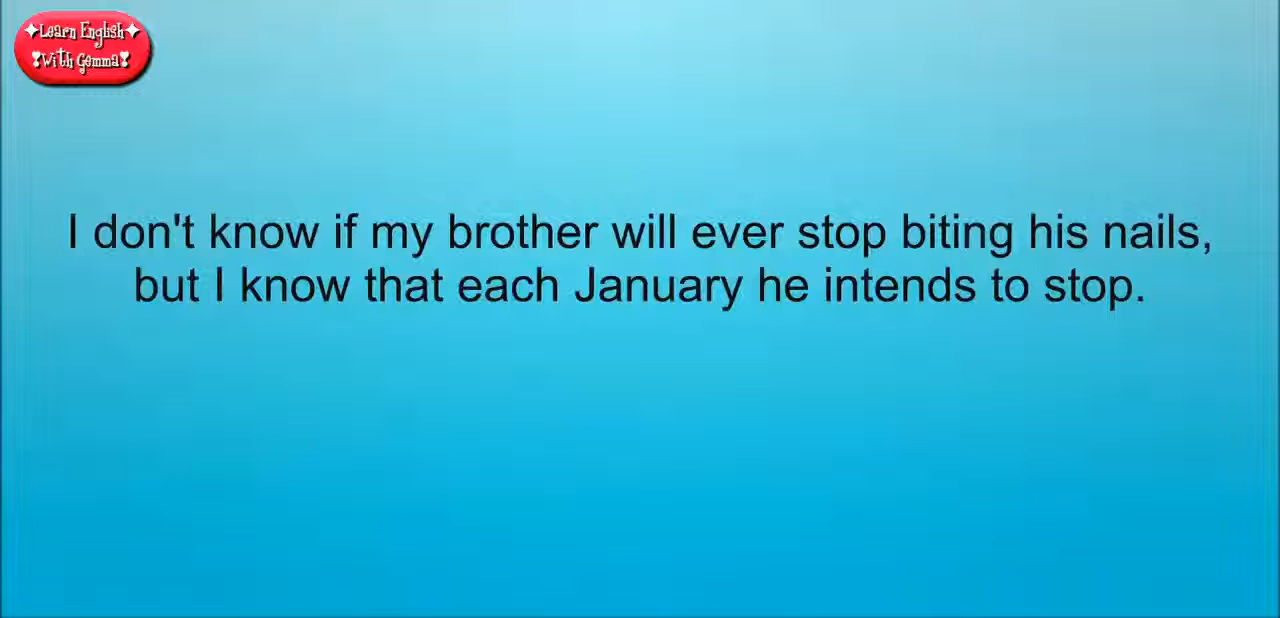 ✦Learn English✦
❣With Gemma❣
I don't know if my brother will ever stop biting his nails,
but I know that each January he intends to stop.